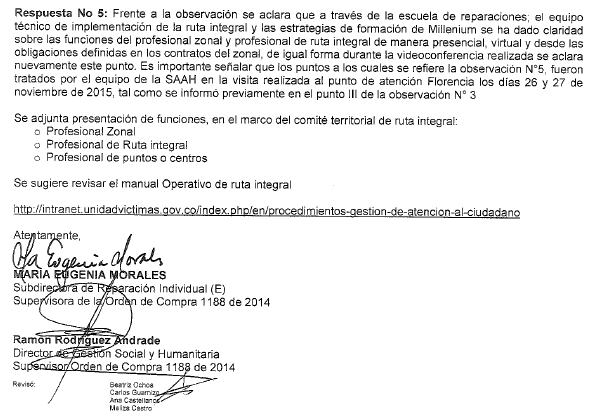 Respuesta No 5: Frente a la observación se aclara que a través de la escuela de reparaciones; el equipo
técnico de implementación de la ruta integral y las estrategias de formación de Millenium se ha dado claridad
sobre las funciones del profesional zonal y profesional de ruta integral de manera presencial, virtual y desde las
obligaciones definidas en los contratos del zonal, de igual forma durante la videoconferencia realizada se aclara
nuevamente este punto. Es importante señalar que los puntos a los cuales se refiere la observación N°5, fueron
tratados por el equipo de la SAAH en la visita realizada al punto de atención Florencia los días 26 y 27 de
noviembre de 2015, tal como se informó previamente en el punto III de la observación N° 3
Se adjunta presentación de funciones, en el marco del comité territorial de ruta integral:
o Profesional Zonal
o Profesional de Ruta integral
o Profesional de puntos o centros
Se sugiere revisar el manual Operativo de ruta integral
http://intranet.unidadvictimas.gov.co/index.php/en/procedimientos-gestion-de-atencion-al-ciudadano
Atentamente,
Ma Eugenia Morales
MARÍA EUGENIA MORALES
Subdirectora de Reparación Individual (E)
Supervisora de la Orden de Compra 1188 de 2014
Ramón Rodríguez Andrade
Director de Gestión Social y Humanitaria
Supervisor Orden de Compra 1188 de 2014
Revisó: Beatriz Ochoa
Carlos Guarnizo
Ana Castellanos
Meliza Castro